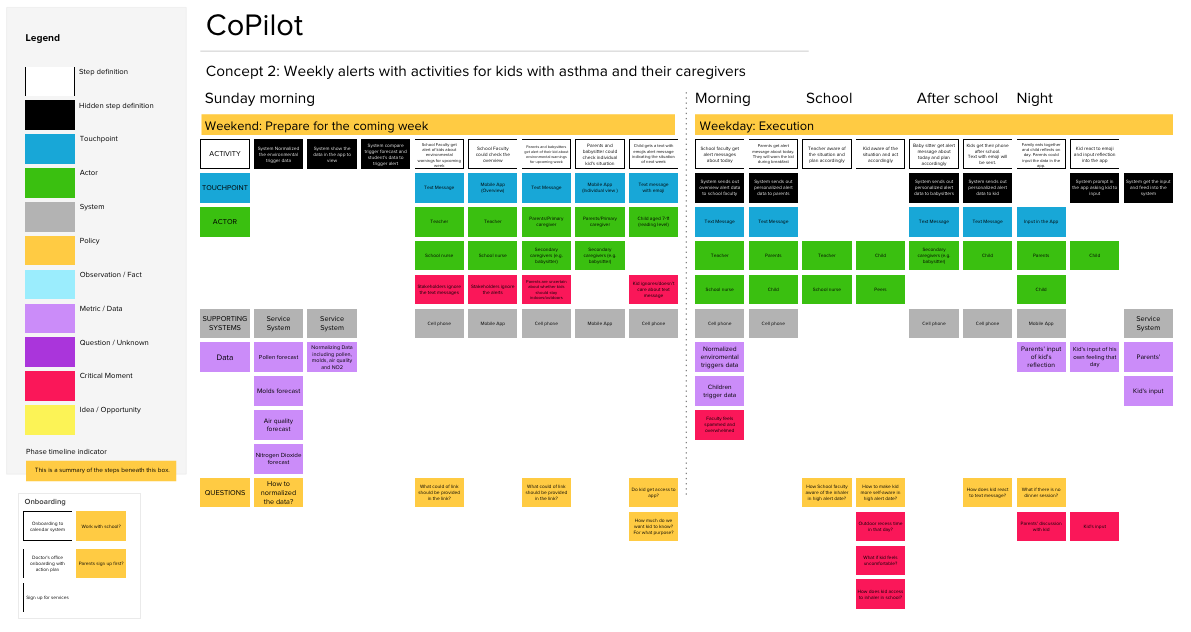 CoPilot
Concept 2: Weekly alerts with activities for kids with asthma and their caregivers
Legend
Step definition
Hidden step definition
Touchpoint
Actor
System
Policy
Observation / Fact
Metric / Data
Question / Unknown
Critical Moment
Idea / Opportunity
Phase timeline indicator
This is a summary of the steps beneath this box.
Onboarding
Onboarding to
calendar system
Work with school?
Doctor's office
onboarding with
action plan
Parents sign up first?
Sign up for services
Sunday morning
Morning
School
After school
Night
Weekend: Prepare for the coming week
Weekday: Execution
ACTIVITY
System Normalized
the environmental
trigger data
System show the
data in the app to
view
System compare
trigger forecast and
student's data to
trigger alert
School Faculty get
alert of kids about
environmental
warnings for upcoming
week
School Faculty
could check the
overview
Parents and babysitters
get alert of their kid about
environmental warnings
for upcoming week
Parents and
babysitter could
check individual
kid's situation
Child gets a text with
emojis alert message
indicating the situation
of next week
School faculty get
alert messages
about today
Parents get alert
message about today.
They will warn the kid
during breakfast
Teacher aware of
the situation and
plan accordingly
Kid aware of the
situation and act
accordingly
Baby sitter get alert
message about
today and plan
accordingly
Kids get their phone
after school.
Text with emoji will
be sent.
Family eats together
and child reflects on
day. Parents could
input the data in the
app.
Kid react to emoji
and input reflection
into the app
TOUCHPOINT
Text Message
Mobile App
(Overview)
Text Message
Mobile App
(Individual view )
Text message
with emoji
System sends out
overview alert data
to school faculty
System sends out
personalized alert
data to parents
System sends out
personalized alert
data to babysitter
System sends out
personalized alert
data to kid
System prompt in
the app asking kid to
input
System get the input
and feed into the
system
ACTOR
Teacher
Teacher
Parents/Primary
caregiver
Parents/Primary
caregiver
Child aged 7-11
(reading level)
Text Message
Text Message
Text Message
Text Message
Input in the App
School nurse
School nurse
Secondary
caregivers (e.g.
babysitter)
Secondary
caregivers (e.g.
babysitter)
Teacher
Parents
Teacher
Child
Secondary
caregivers (e.g.
babysitter)
Child
Parents
Child
Stakeholders ignore
the text messages
Stakeholders ignore
the alerts
Parents are uncertain
about whether kids
should stay
Kid ignores/doesn't
care about text
message
School nurse
Child
School nurse
Peers
Child
SUPPORTING
SYSTEMS
Service
System
Service
System
Cell phone
Mobile App
Cell phone
Mobile App
Cell phone
Cell phone
Cell phone
Cell phone
Cell phone
Mobile App
Service
System
Data
Pollen forecast
Normalizing Data
including pollen,
molds, air quality
and NO2
Normalized
enviromental
triggers data
Parents' input
of kid's
reflection
Kid's input of his
own feeling that
day
Parents'
Molds forecast
Children
trigger data
Kid's input
Air quality
forecast
Faculty feels
spammed and
overwhelmed
Nitrogen Dioxide
forecast
QUESTIONS
How to
normalized
the data?
What could of link
should be provided
in the link?
What could of link
should be provided
in the link?
Do kid get access to
app?
How School faculty
aware of the inhaler
in high alert date?
How to make kid
more self-aware in
high alert date?
How does kid react
to text message?
What if there is no
dinner session?
How much do we
want kid to know?
For what purpose?
Outdoor recess time
in that day?
Parents' discussion
with kid
Kid's input
What if kid feels
uncomfortable?
How does kid access
to inhaler in school?